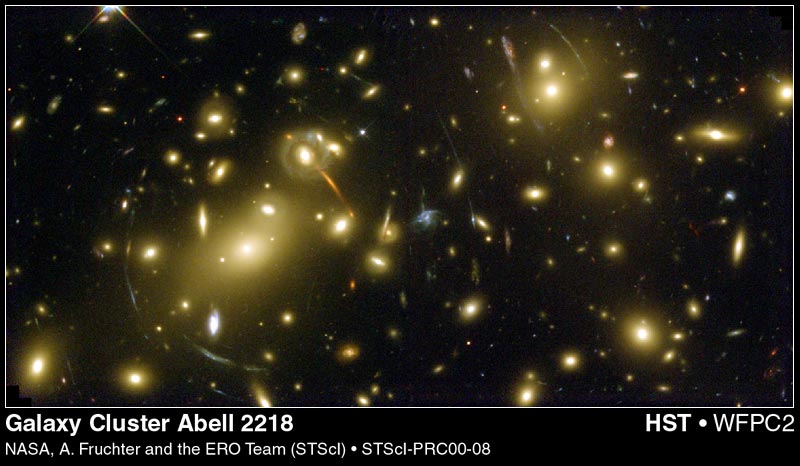 Galaxy Cluster Abell 2218 HST • WFPC2
NASA, A. Fruchter and the ERO Team (STScI) • STScI-PRC00-08